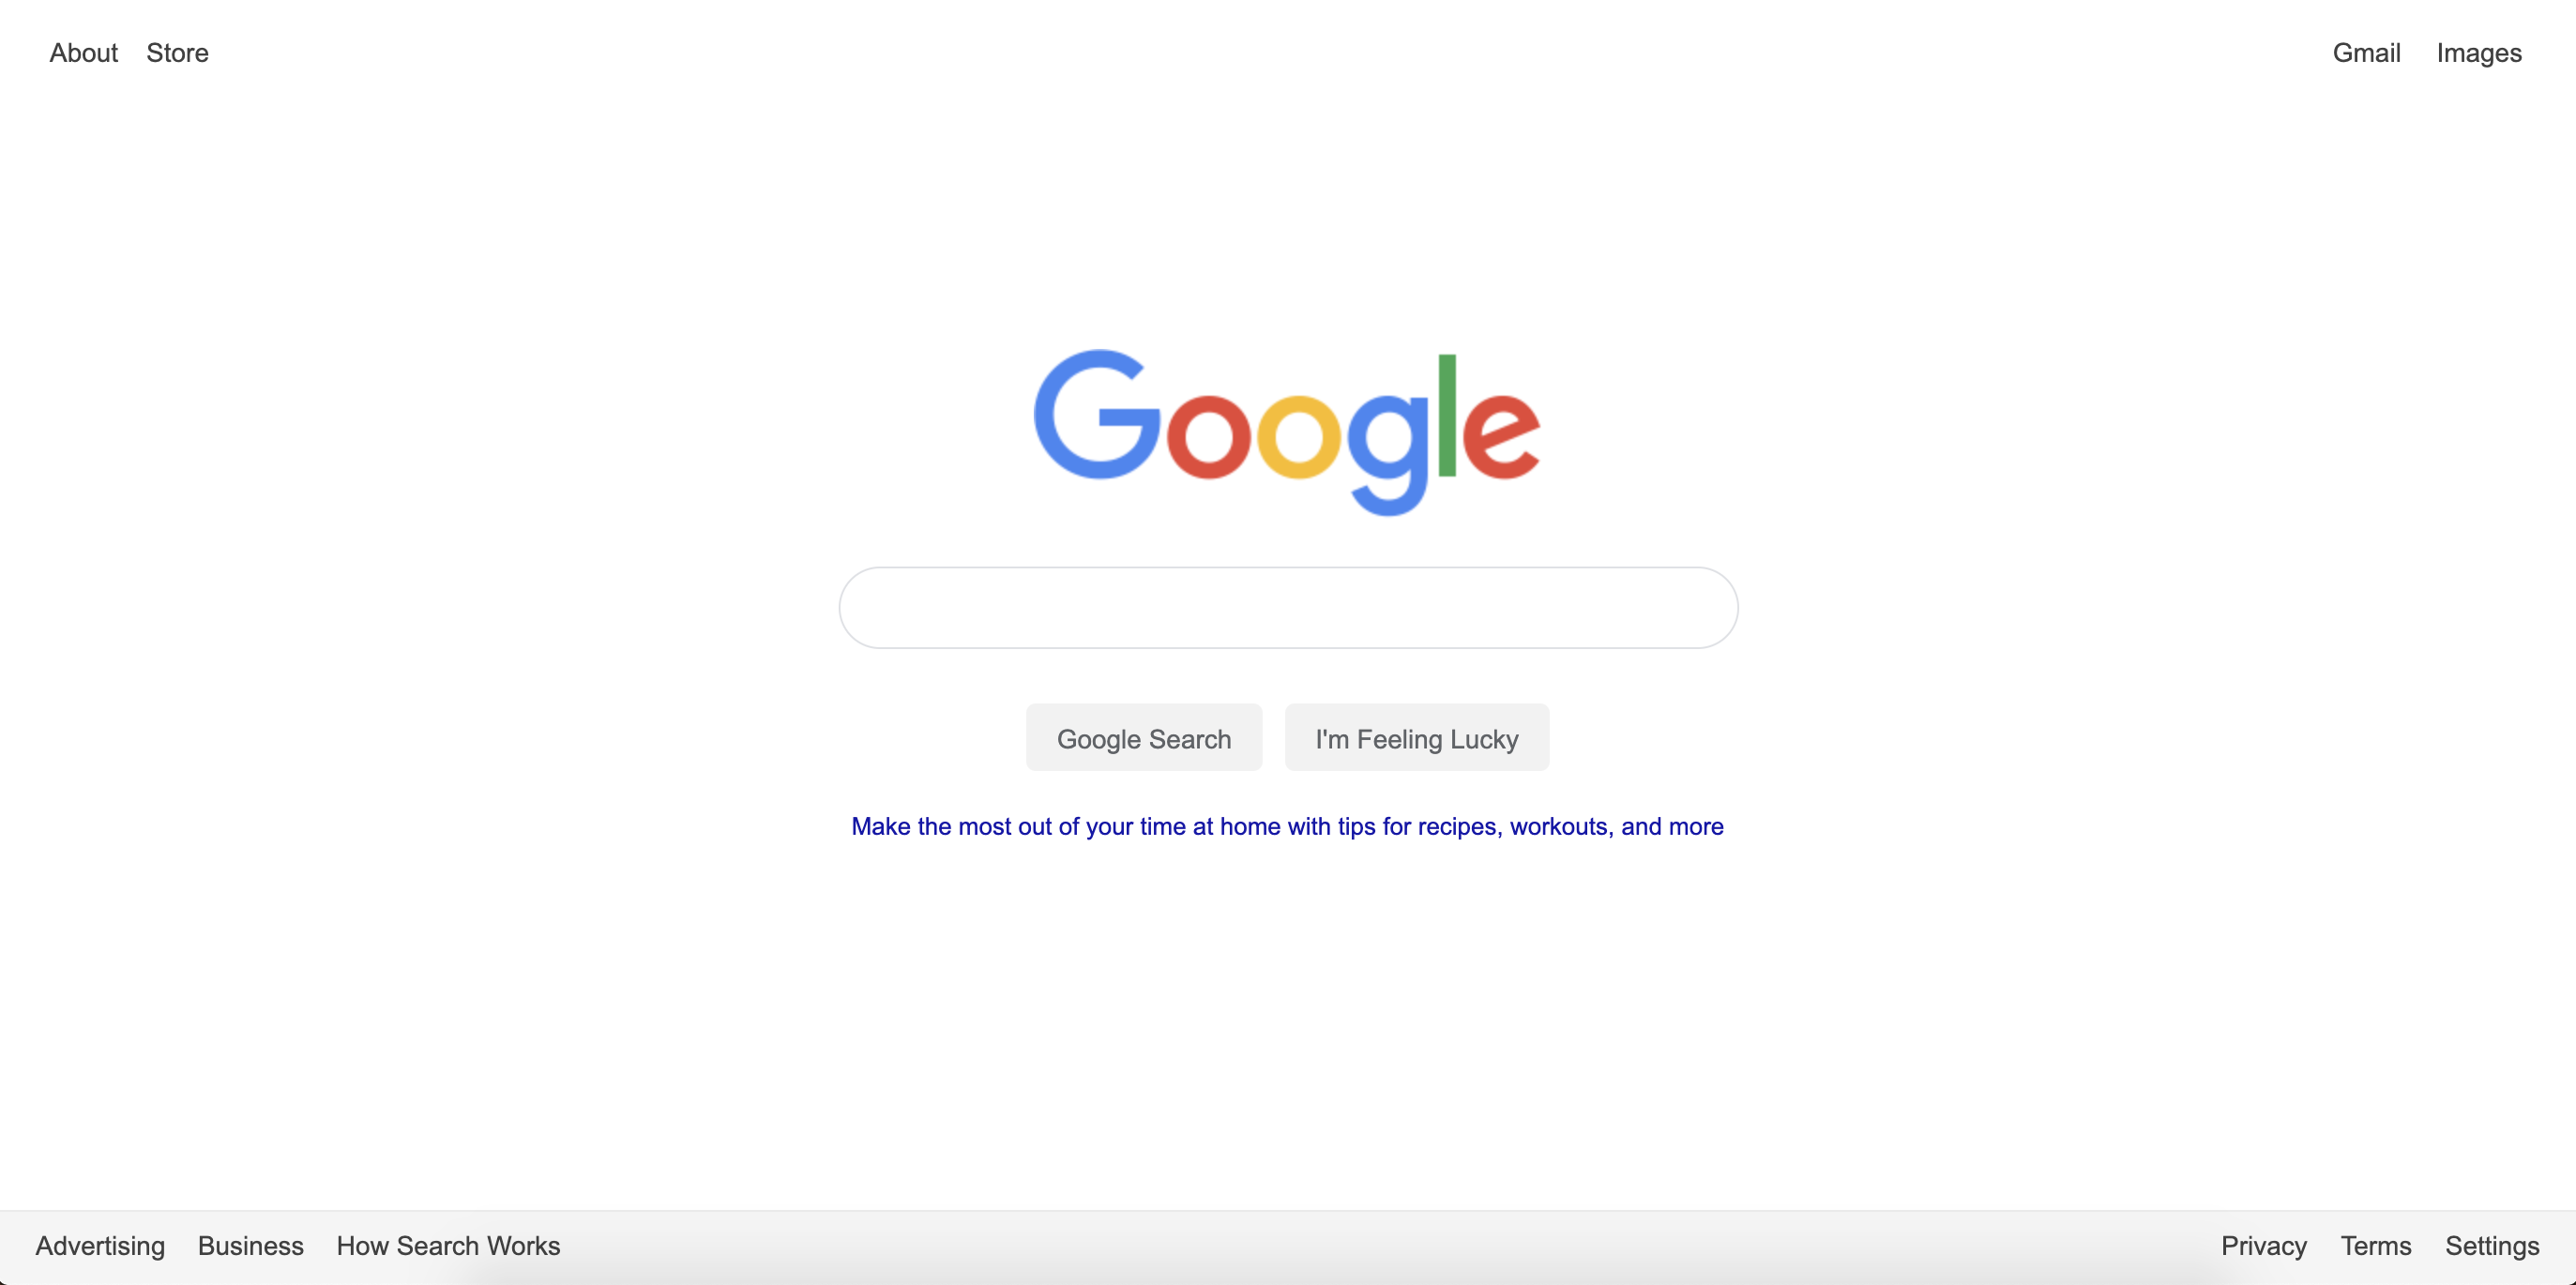 About Store Gmail Images
Google
Google Search I'm Feeling Lucky
Make the most out of your time at home with tips for recipes, workouts, and more
Advertising Business How Search Works Privacy Terms Settings